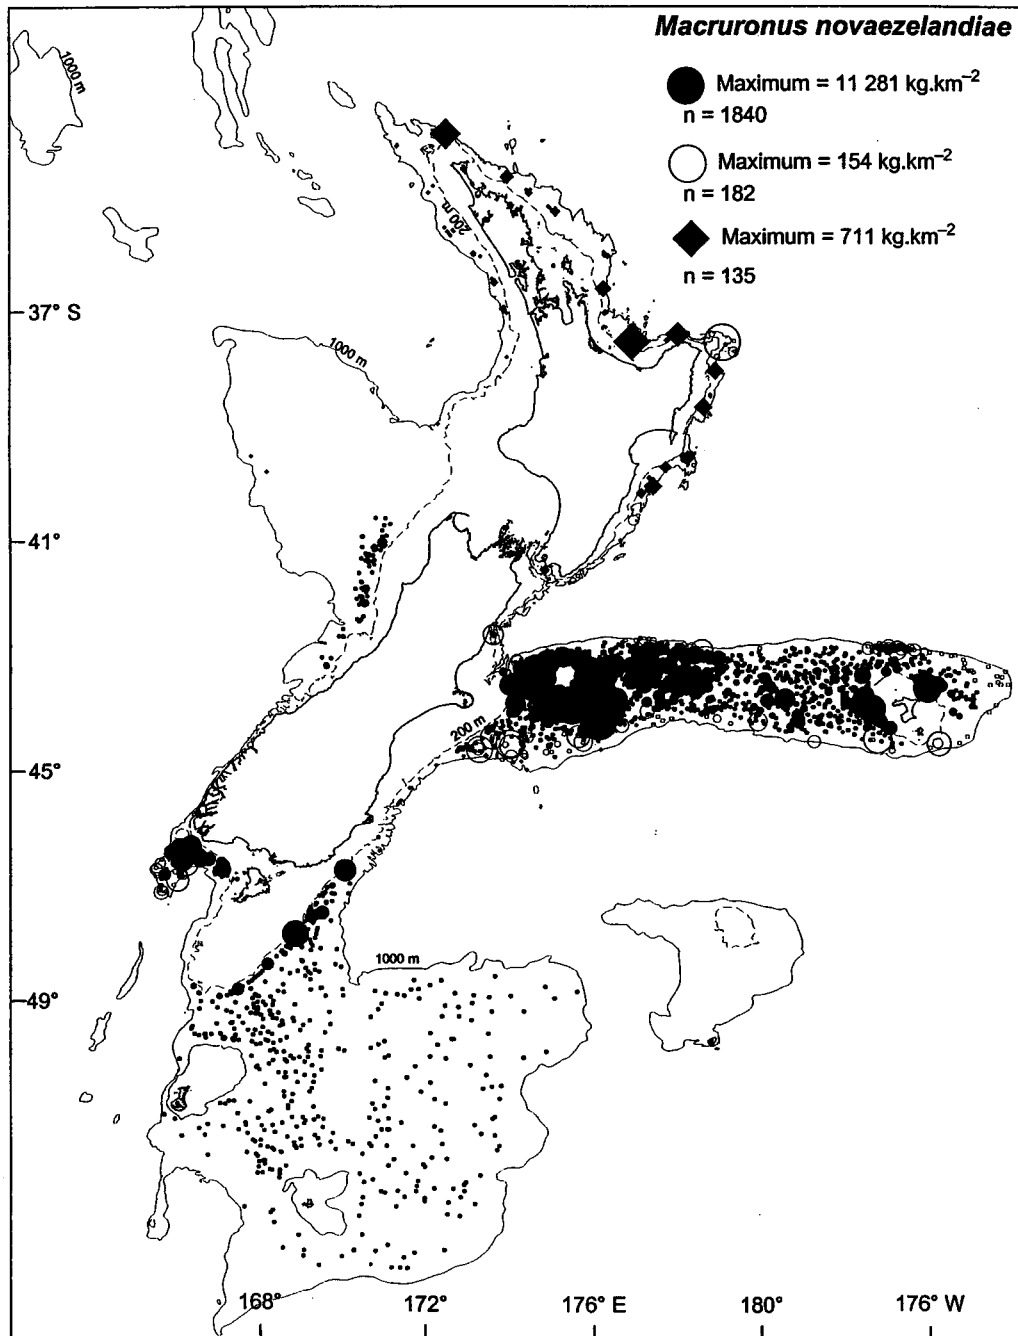 Macruronus novaezelandiae
Maximum = 11 281 kg.km⁻²
n = 1840
Maximum = 154 kg.km⁻²
n = 182
Maximum = 711 kg.km⁻²
n = 135
1000 m
200 m
37° S
1000 m
41°
200 m
45°
1000 m
49°
168°
172°
176° E
180°
176° W